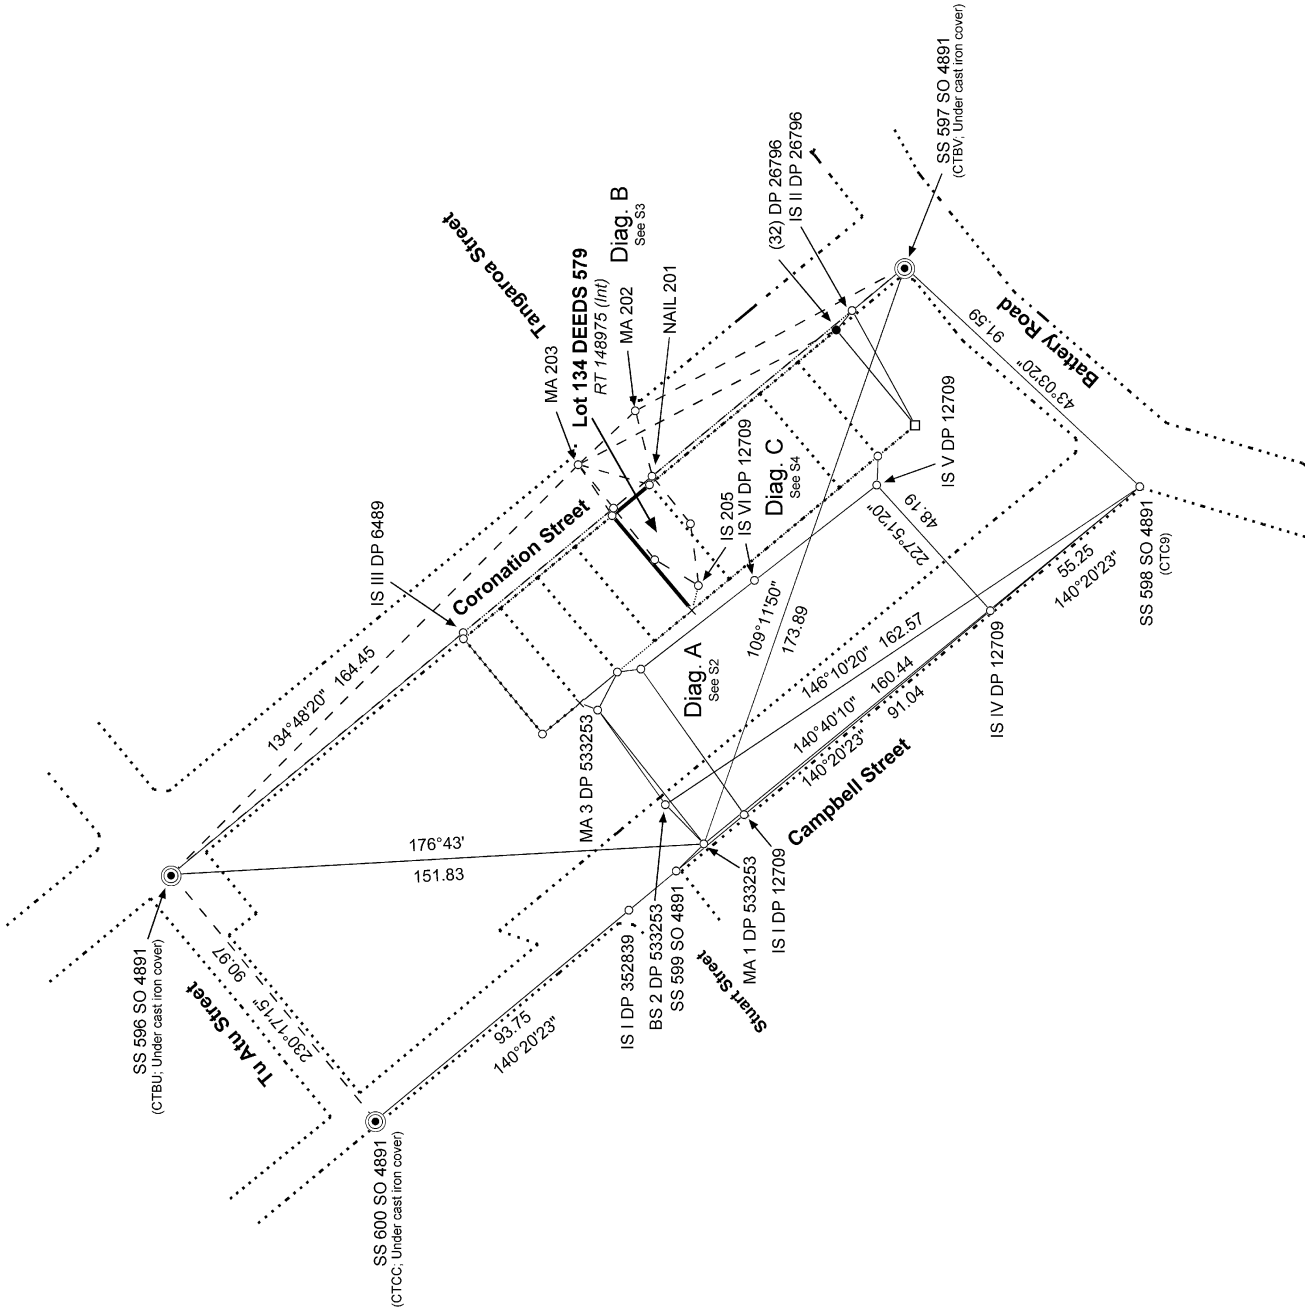 SS 597 SO 4891
(CTBV; Under cast iron cover)
(32) DP 26796
IS II DP 26796
Tangaroa Street
Diag. B
See S3
Lot 134 DEEDS 579
RT 148975 (Int)
MA 202
NAIL 201
MA 203
Battery Road
91.59
43°03'20"
IS III DP 6489
Coronation Street
IS 205
IS VI DP 12709
Diag. C
See S4
IS V DP 12709
48.19
227°51'20"
134°48'20"
164.45
109°11'50"
173.89
Diag. A
See S2
55.25
140°20'23"
SS 598 SO 4891
(CTC9)
146°10'20"
162.57
140°40'10"
160.44
140°20'23"
91.04
IS IV DP 12709
MA 3 DP 533253
Campbell Street
176°43'
151.83
SS 596 SO 4891
(CTBU; Under cast iron cover)
90.97
230°17'15"
Tu Atu Street
93.75
140°20'23"
IS I DP 352839
BS 2 DP 533253
SS 599 SO 4891
Stuart Street
MA 1 DP 533253
IS I DP 12709
SS 600 SO 4891
(CTCC; Under cast iron cover)